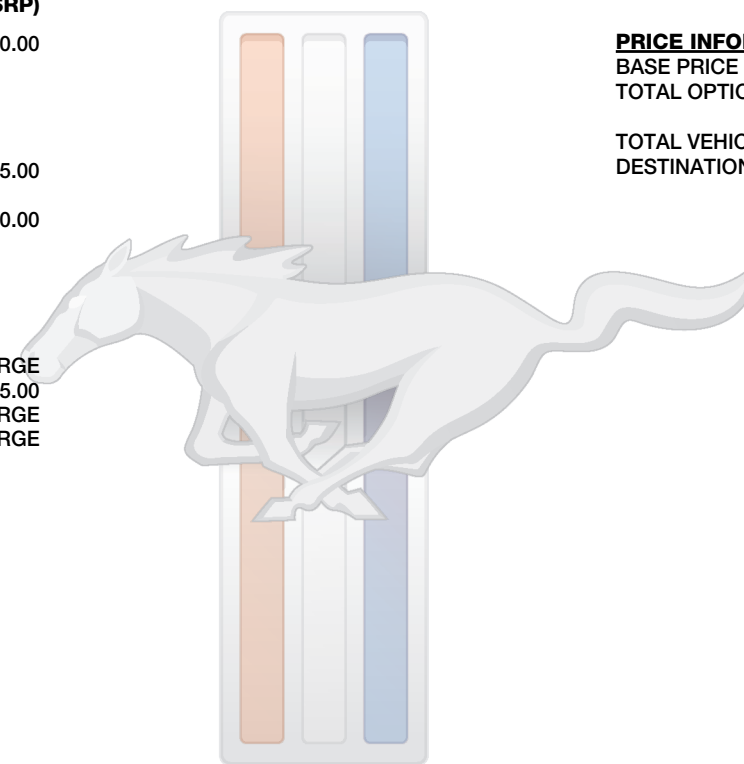 SRP)
0.00
5.00
0.00
RGE
5.00
RGE
RGE
PRICE INFO
BASE PRICE
TOTAL OPTIO
TOTAL VEHIC
DESTINATION